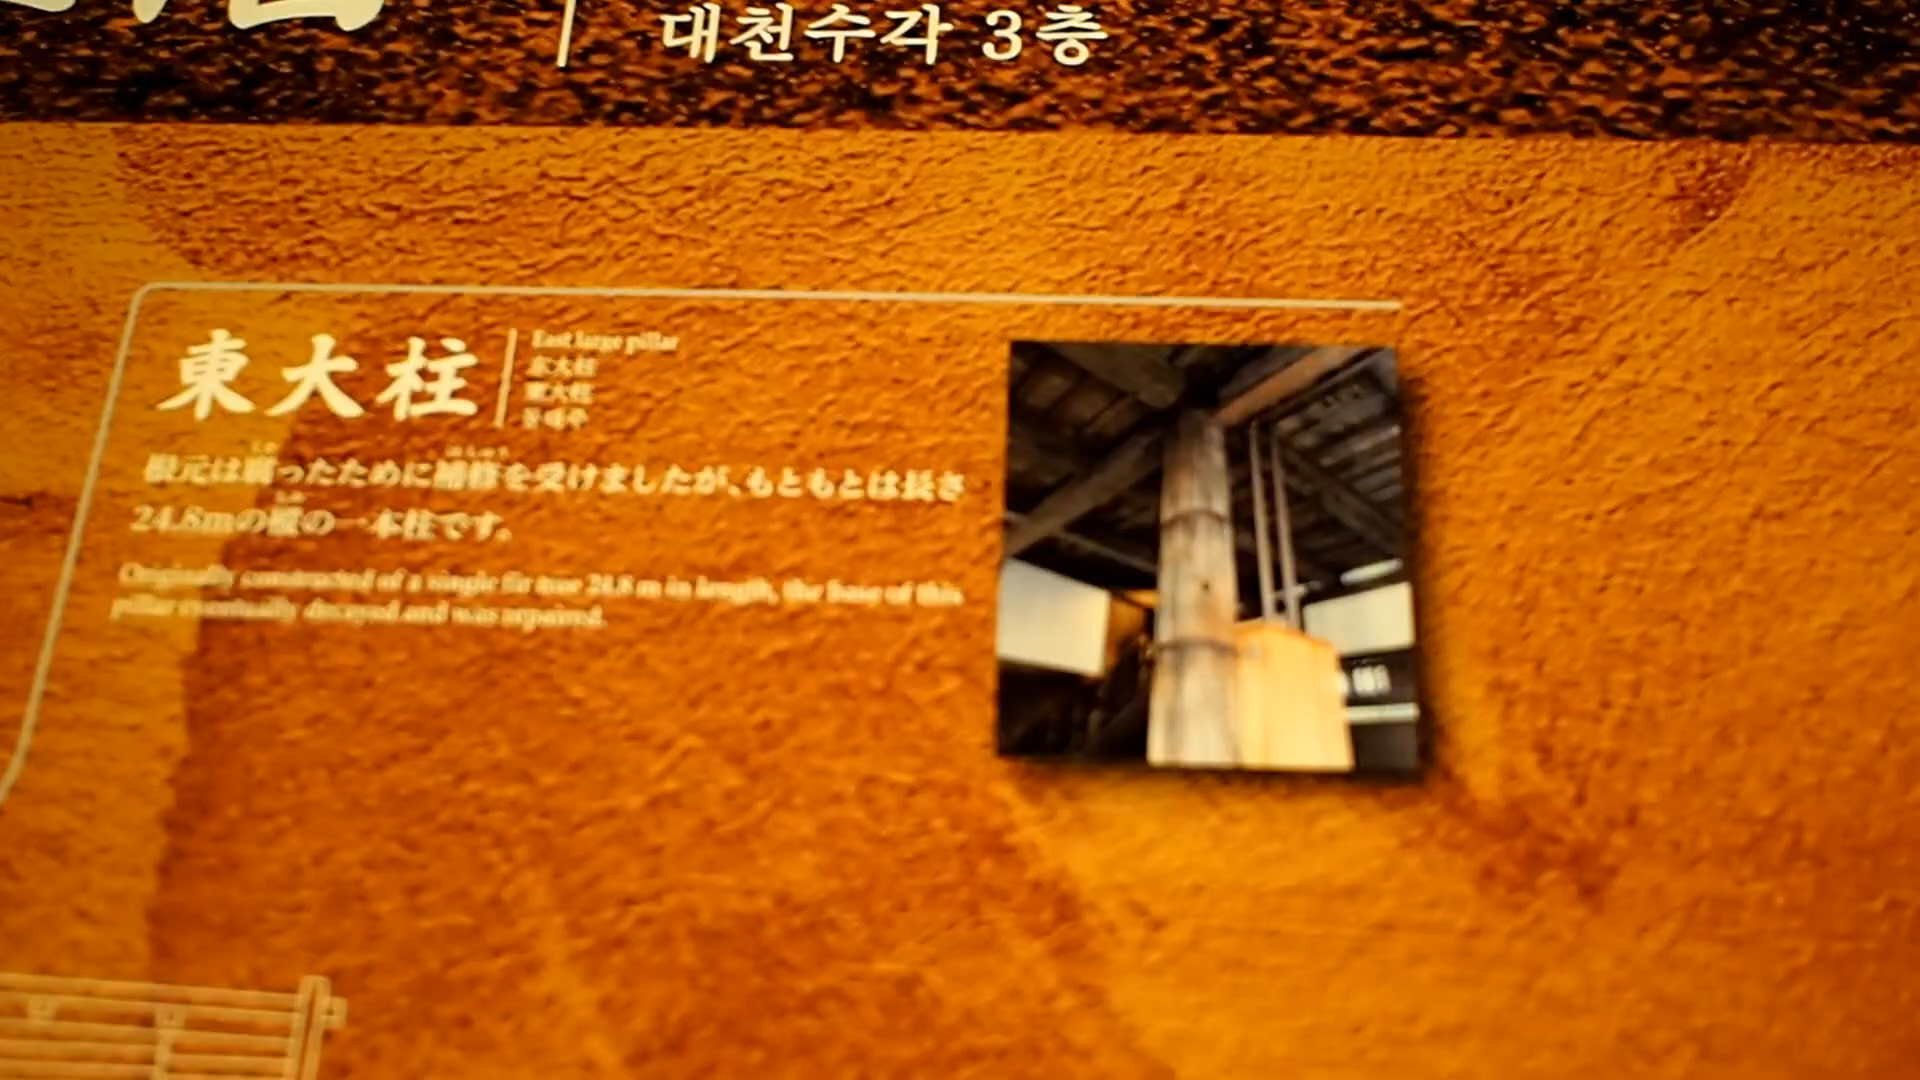 대천수각 3층
東大柱
East large pillar
东大柱
東大柱
동대주
根元は腐ったために補修を受けましたが、もともとは長さ
24.8mの樅の一本柱です。
Originally constructed of a single fir tree 24.8 m in length, the base of this
pillar eventually decayed and was repaired.